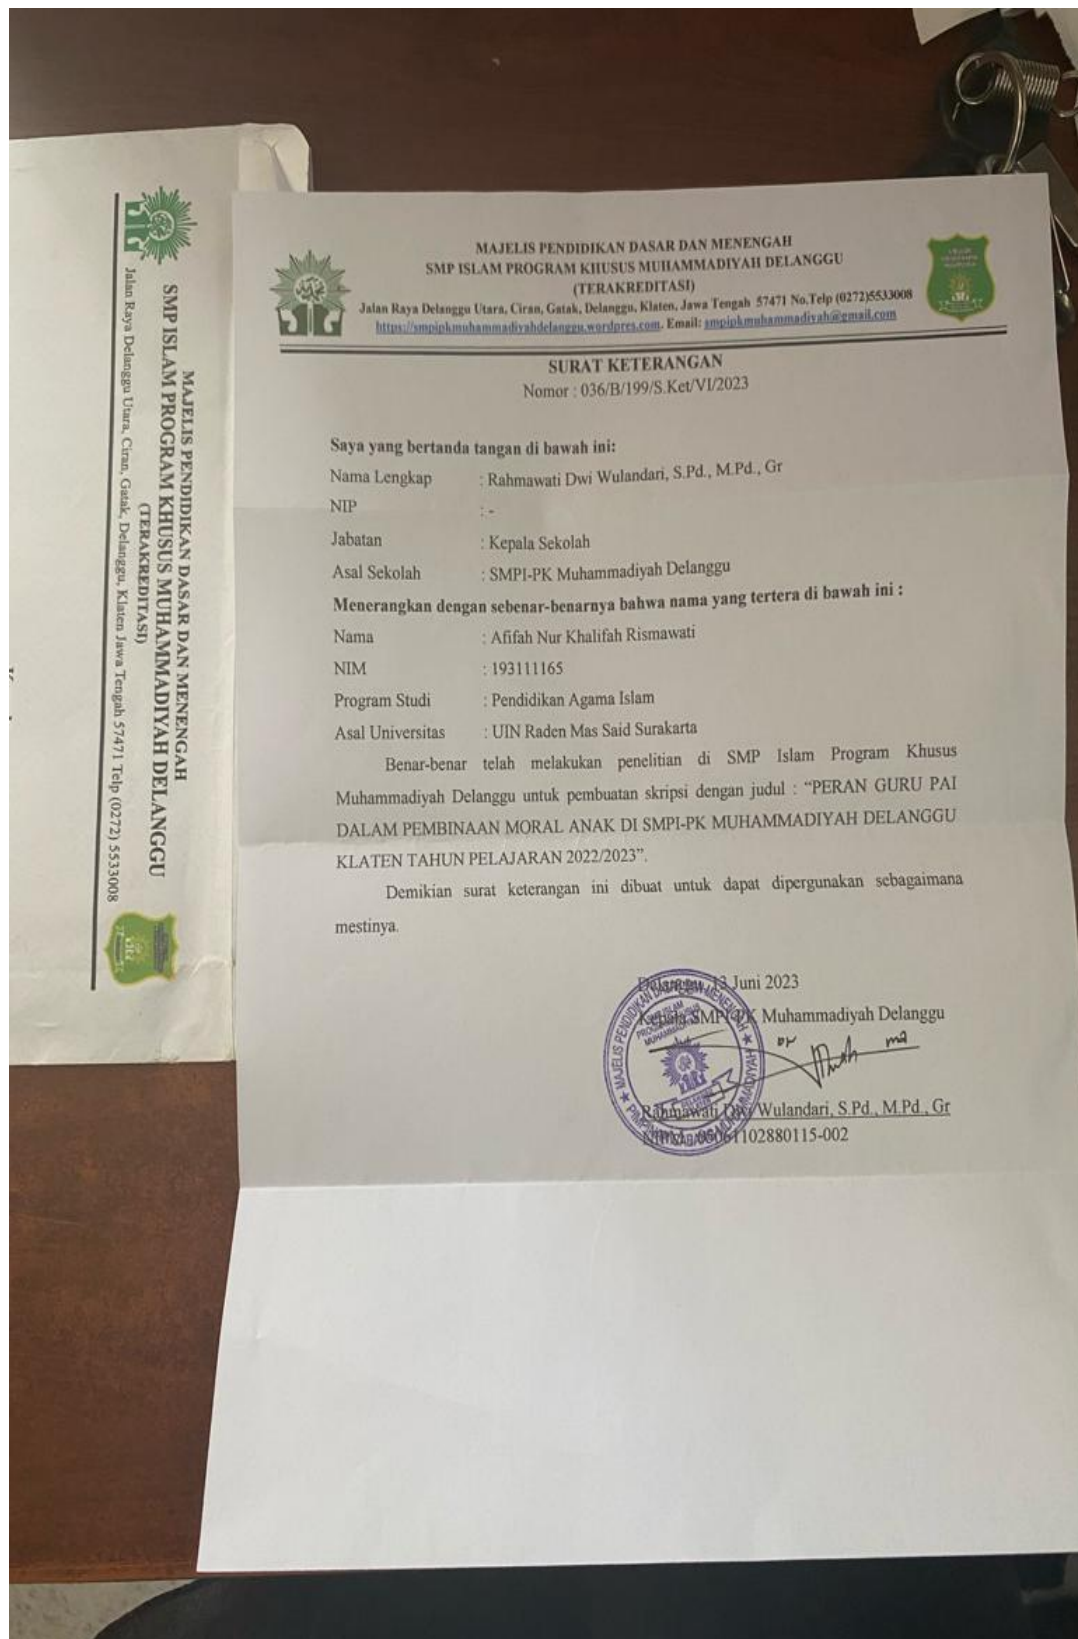 MAJELIS PENDIDIKAN DASAR DAN MENENGAH
SMP ISLAM PROGRAM KHUSUS MUHAMMADIYAH DELANGGU
(TERAKREDITASI)
Jalan Raya Delanggu Utara, Ciran, Gatak, Delanggu, Klaten Jawa Tengah 57471 Telp (0272) 5533008
MAJELIS PENDIDIKAN DASAR DAN MENENGAH
SMP ISLAM PROGRAM KHUSUS MUHAMMADIYAH DELANGGU
(TERAKREDITASI)
Jalan Raya Delanggu Utara, Ciran, Gatak, Delanggu, Klaten, Jawa Tengah 57471 No.Telp (0272)5533008
https://smpipkmuhammadiyahdelanggu.wordpres.com. Email: smpipkmuhammadiyah@gmail.com
SURAT KETERANGAN
Nomor : 036/B/199/S.Ket/VI/2023
Saya yang bertanda tangan di bawah ini:
Nama Lengkap : Rahmawati Dwi Wulandari, S.Pd., M.Pd., Gr
NIP : -
Jabatan : Kepala Sekolah
Asal Sekolah : SMPI-PK Muhammadiyah Delanggu
Menerangkan dengan sebenar-benarnya bahwa nama yang tertera di bawah ini :
Nama : Afifah Nur Khalifah Rismawati
NIM : 193111165
Program Studi : Pendidikan Agama Islam
Asal Universitas : UIN Raden Mas Said Surakarta
Benar-benar telah melakukan penelitian di SMP Islam Program Khusus
Muhammadiyah Delanggu untuk pembuatan skripsi dengan judul : “PERAN GURU PAI
DALAM PEMBINAAN MORAL ANAK DI SMPI-PK MUHAMMADIYAH DELANGGU
KLATEN TAHUN PELAJARAN 2022/2023”.
Demikian surat keterangan ini dibuat untuk dapat dipergunakan sebagaimana
mestinya.
Delanggu, 13 Juni 2023
Kepala SMPI-PK Muhammadiyah Delanggu
Rahmawati Dwi Wulandari, S.Pd., M.Pd., Gr
MAJELIS PENDIDIKAN DASAR DAN MENENGAH